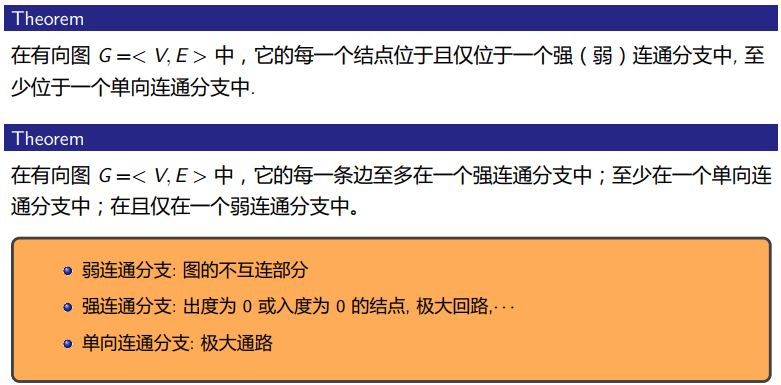 Theorem
在有向图 G =< V, E > 中，它的每一个结点位于且仅位于一个强（弱）连通分支中, 至
少位于一个单向连通分支中.
Theorem
在有向图 G =< V, E > 中，它的每一条边至多在一个强连通分支中；至少在一个单向连
通分支中；在且仅在一个弱连通分支中。
弱连通分支: 图的不互连部分
强连通分支: 出度为 0 或入度为 0 的结点, 极大回路,···
单向连通分支: 极大通路